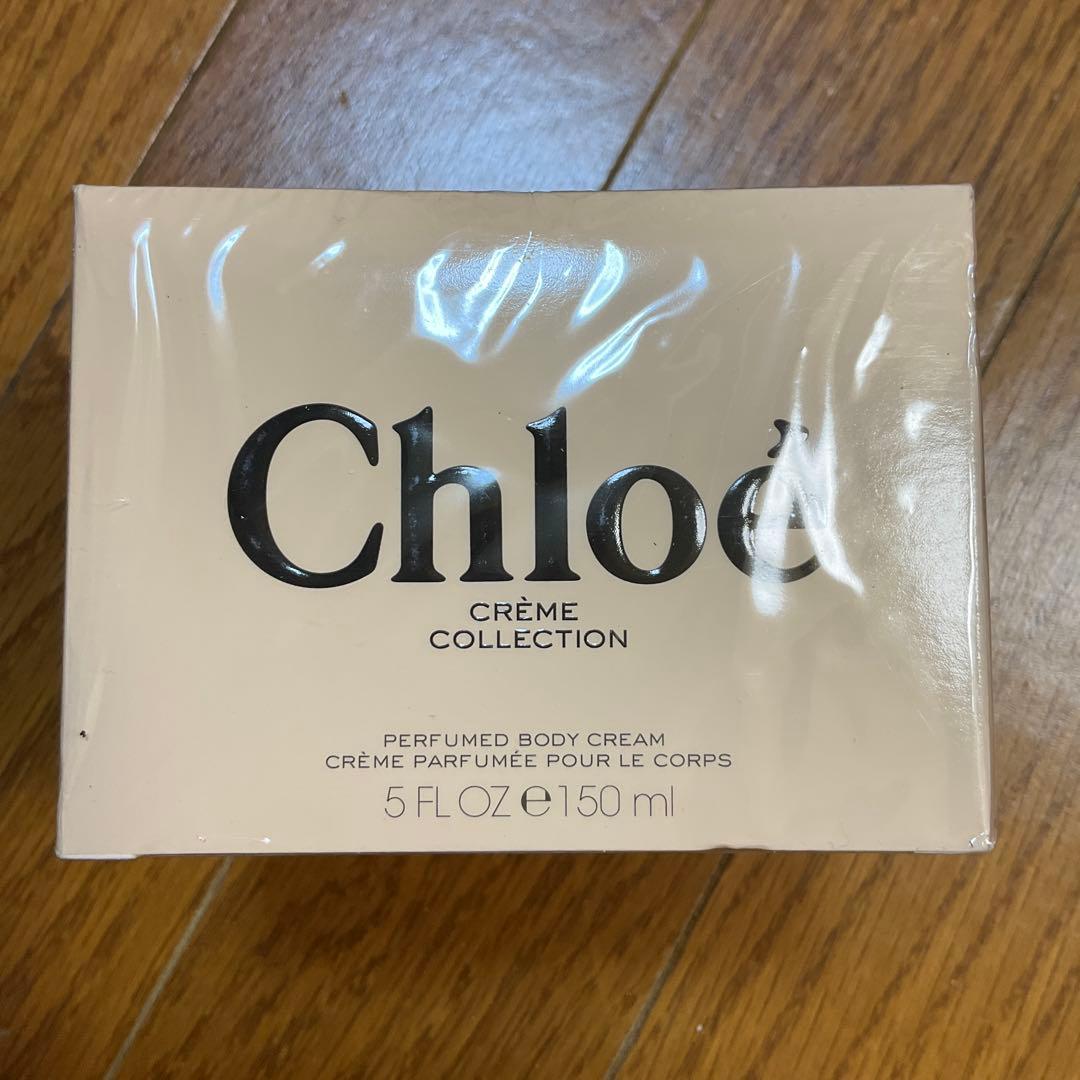 Chloé
CRÈME
COLLECTION
PERFUMED BODY CREAM
CRÈME PARFUMÉE POUR LE CORPS
5 FL OZ ℮ 150 ml